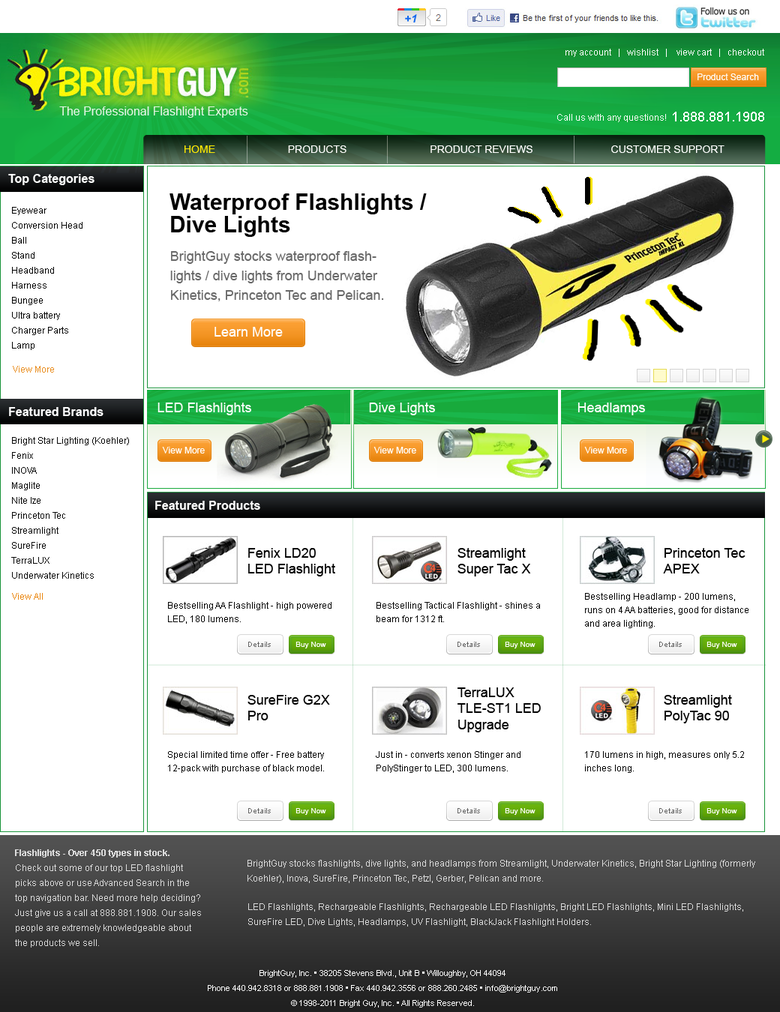 +1
2
Like
Be the first of your friends to like this.
Follow us on
twitter
BRIGHTGUY.com
The Professional Flashlight Experts
my account | wishlist | view cart | checkout
Product Search
Call us with any questions! 1.888.881.1908
HOME
PRODUCTS
PRODUCT REVIEWS
CUSTOMER SUPPORT
Top Categories
Eyewear
Conversion Head
Ball
Stand
Headband
Harness
Bungee
Ultra battery
Charger Parts
Lamp
View More
Featured Brands
Bright Star Lighting (Koehler)
Fenix
INOVA
Maglite
Nite Ize
Princeton Tec
Streamlight
SureFire
TerraLUX
Underwater Kinetics
View All
Waterproof Flashlights /
Dive Lights
BrightGuy stocks waterproof flash-
lights / dive lights from Underwater
Kinetics, Princeton Tec and Pelican.
Learn More
Princeton Tec
IMPACT XL
LED Flashlights
View More
Dive Lights
View More
Headlamps
View More
Featured Products
Fenix LD20
LED Flashlight
Bestselling AA Flashlight - high powered
LED, 180 lumens.
Details
Buy Now
Streamlight
Super Tac X
C4
LED
Bestselling Tactical Flashlight - shines a
beam for 1312 ft.
Details
Buy Now
Princeton Tec
APEX
Bestselling Headlamp - 200 lumens,
runs on 4 AA batteries, good for distance
and area lighting.
Details
Buy Now
SureFire G2X
Pro
Special limited time offer - Free battery
12-pack with purchase of black model.
Details
Buy Now
TerraLUX
TLE-ST1 LED
Upgrade
Just in - converts xenon Stinger and
PolyStinger to LED, 300 lumens.
Details
Buy Now
C4
LED
Streamlight
PolyTac 90
170 lumens in high, measures only 5.2
inches long.
Details
Buy Now
Flashlights - Over 450 types in stock.
Check out some of our top LED flashlight
picks above or use Advanced Search in the
top navigation bar. Need more help deciding?
Just give us a call at 888.881.1908. Our sales
people are extremely knowledgeable about
the products we sell.
BrightGuy stocks flashlights, dive lights, and headlamps from Streamlight, Underwater Kinetics, Bright Star Lighting (formerly
Koehler), Inova, SureFire, Princeton Tec, Petzl, Gerber, Pelican and more.
LED Flashlights, Rechargeable Flashlights, Rechargeable LED Flashlights, Bright LED Flashlights, Mini LED Flashlights,
SureFire LED, Dive Lights, Headlamps, UV Flashlight, BlackJack Flashlight Holders.
BrightGuy, Inc. • 38205 Stevens Blvd., Unit B • Willoughby, OH 44094
Phone 440.942.8318 or 888.881.1908 • Fax 440.942.3556 or 888.260.2485 • info@brightguy.com
© 1998-2011 Bright Guy, Inc. • All Rights Reserved.